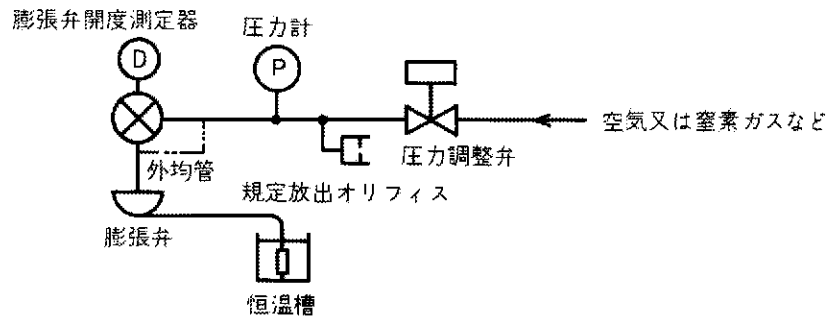 膨張弁開度測定器
圧力計
D
P
空気又は窒素ガスなど
外均管
圧力調整弁
規定放出オリフィス
膨張弁
恒温槽